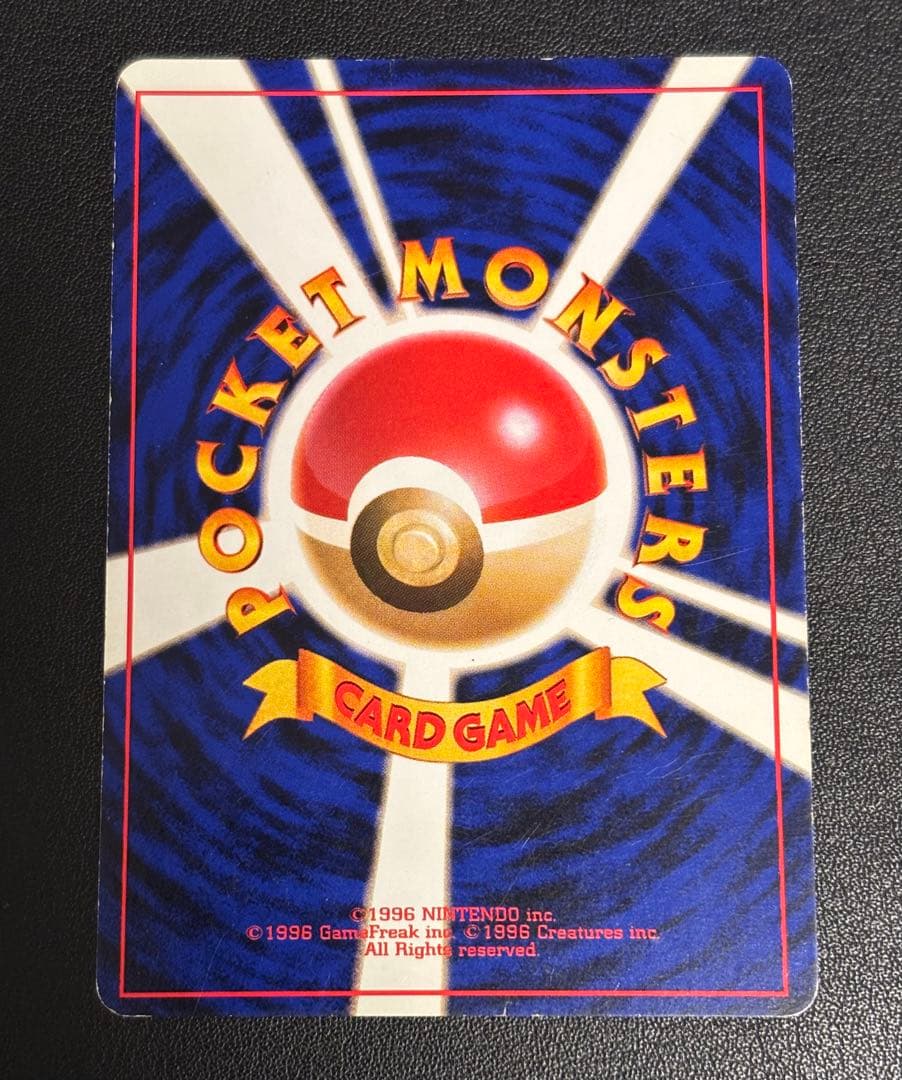 POCKET MONSTERS
CARD GAME
©1996 NINTENDO inc.
©1996 GameFreak inc. ©1996 Creatures inc.
All Rights reserved.